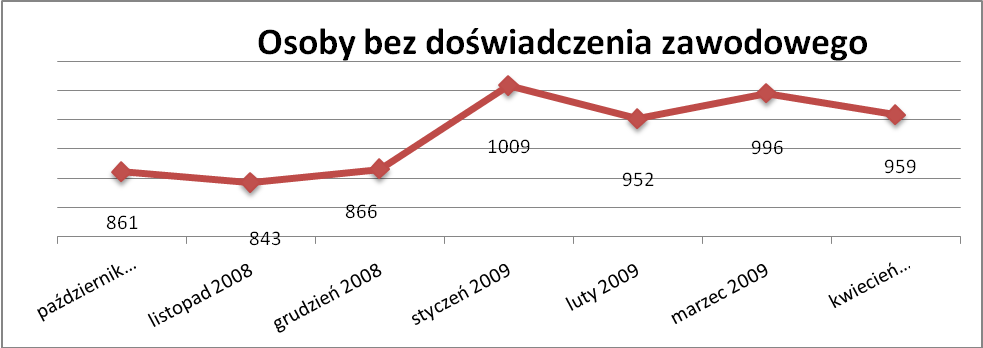 Osoby bez doświadczenia zawodowego
861
843
866
1009
952
996
959
październik...
listopad 2008
grudzień 2008
styczeń 2009
luty 2009
marzec 2009
kwiecień...